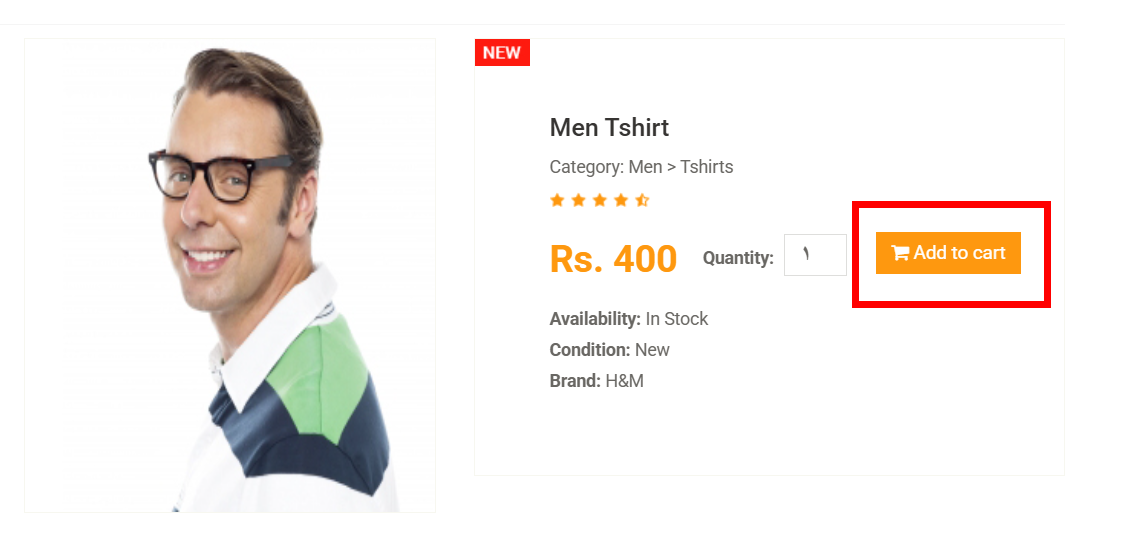 NEW
Men Tshirt
Category: Men > Tshirts
Rs. 400 Quantity: ١ Add to cart
Availability: In Stock
Condition: New
Brand: H&M